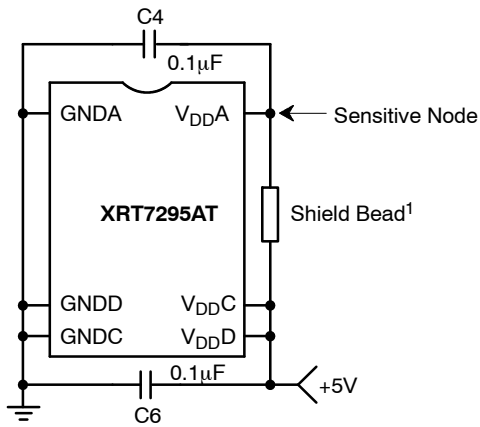 C4
0.1μF
GNDA
VDDA
Sensitive Node
XRT7295AT
Shield Bead1
GNDD
VDDC
GNDC
VDDD
0.1μF
+5V
C6